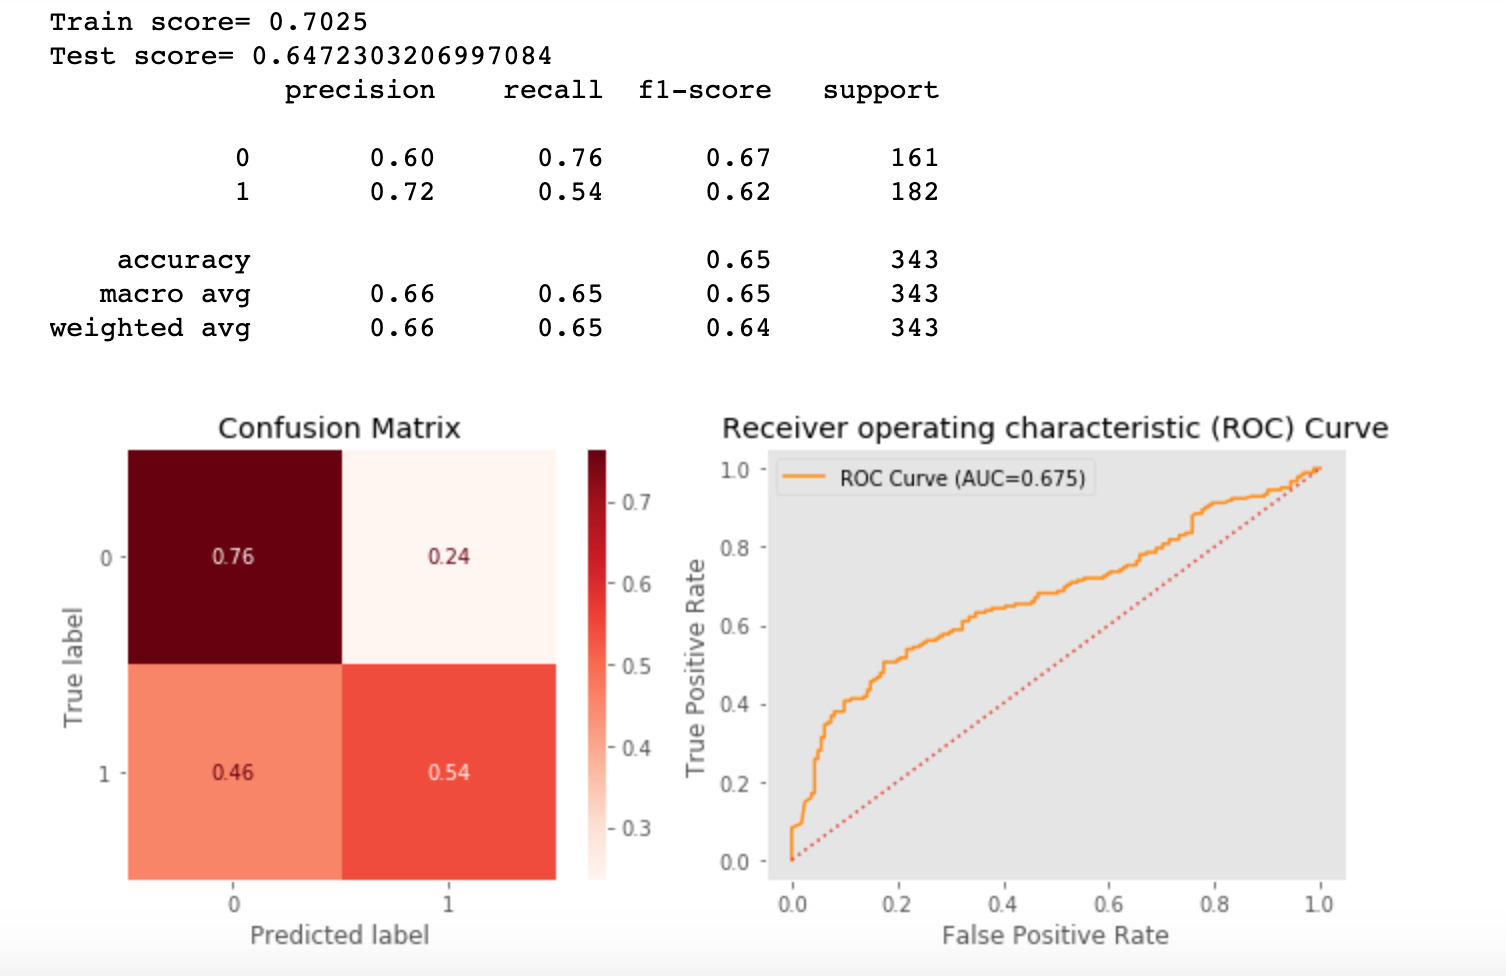 Train score= 0.7025
Test score= 0.6472303206997084
precision recall f1-score support
0 0.60 0.76 0.67 161
1 0.72 0.54 0.62 182
accuracy 0.65 343
macro avg 0.66 0.65 0.65 343
weighted avg 0.66 0.65 0.64 343
Confusion Matrix
0.76 0.24
0.46 0.54
0
1
True label
0 1
Predicted label
0.7
0.6
0.5
0.4
0.3
Receiver operating characteristic (ROC) Curve
ROC Curve (AUC=0.675)
1.0
0.8
0.6
0.4
0.2
0.0
True Positive Rate
0.0 0.2 0.4 0.6 0.8 1.0
False Positive Rate